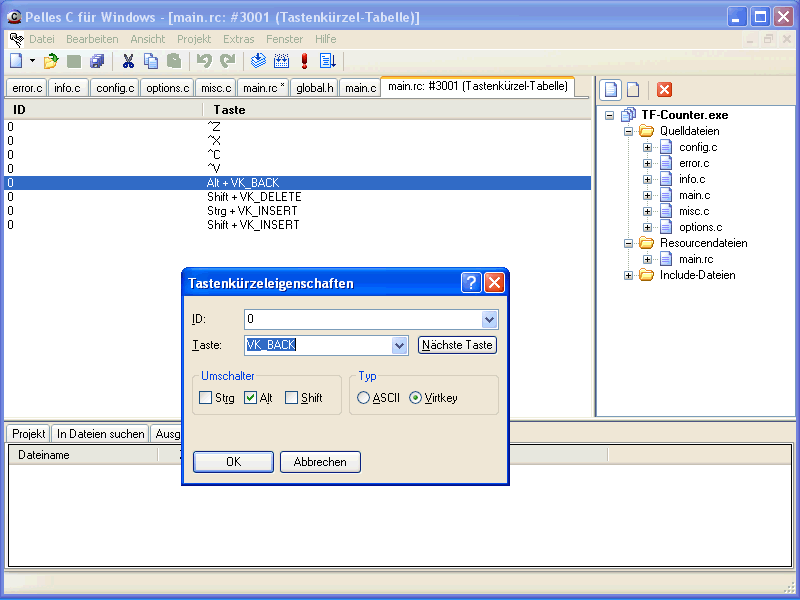 Pelles C für Windows - [main.rc: #3001 (Tastenkürzel-Tabelle)]
Datei Bearbeiten Ansicht Projekt Extras Fenster Hilfe
error.c info.c config.c options.c misc.c main.rc * global.h main.c main.rc: #3001 (Tastenkürzel-Tabelle)
ID Taste
0 ^Z
0 ^X
0 ^C
0 ^V
0 Alt + VK_BACK
0 Shift + VK_DELETE
0 Strg + VK_INSERT
0 Shift + VK_INSERT
TF-Counter.exe
Quelldateien
config.c
error.c
info.c
main.c
misc.c
options.c
Resourcendateien
main.rc
Include-Dateien
Tastenkürzeleigenschaften
ID: 0
Taste: VK_BACK Nächste Taste
Umschalter Typ
Strg Alt Shift ASCII Virtkey
OK Abbrechen
Projekt In Dateien suchen Ausg
Dateiname